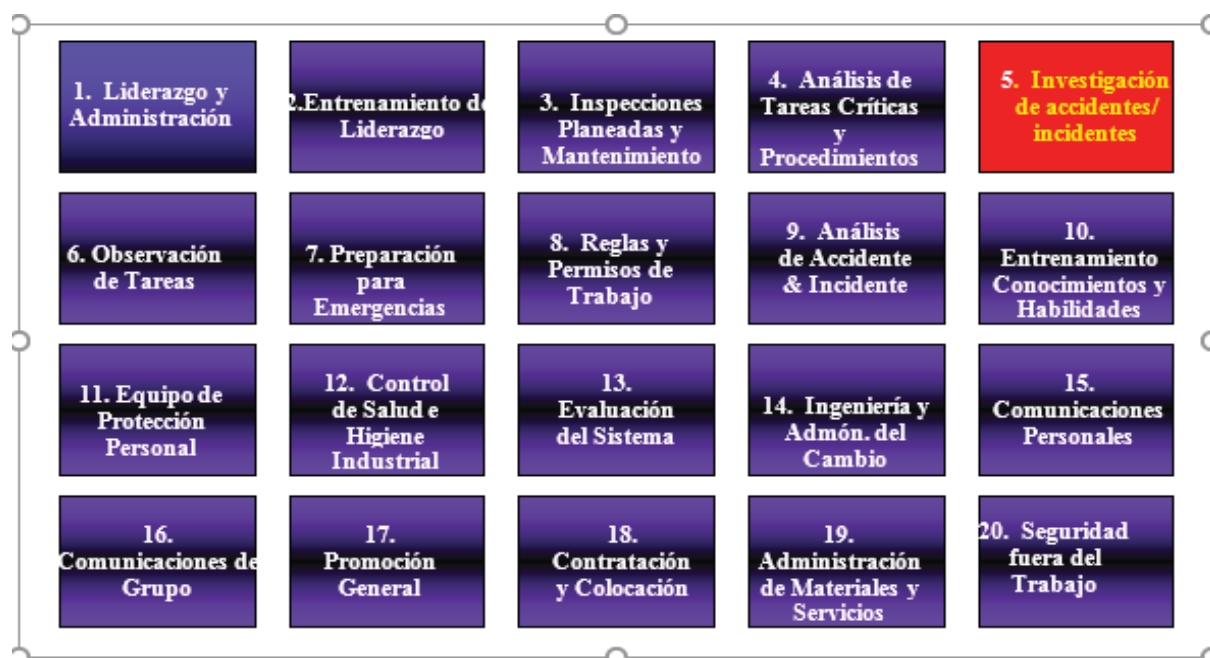 1. Liderazgo y
Administración
2.Entrenamiento de
Liderazgo
3. Inspecciones
Planeadas y
Mantenimiento
4. Análisis de
Tareas Críticas
y
Procedimientos
5. Investigación
de accidentes/
incidentes
6. Observación
de Tareas
7. Preparación
para
Emergencias
8. Reglas y
Permisos de
Trabajo
9. Análisis
de Accidente
& Incidente
10.
Entrenamiento
Conocimientos y
Habilidades
11. Equipo de
Protección
Personal
12. Control
de Salud e
Higiene
Industrial
13.
Evaluación
del Sistema
14. Ingeniería y
Admón. del
Cambio
15.
Comunicaciones
Personales
16.
Comunicaciones de
Grupo
17.
Promoción
General
18.
Contratación
y Colocación
19.
Administración
de Materiales y
Servicios
20. Seguridad
fuera del
Trabajo